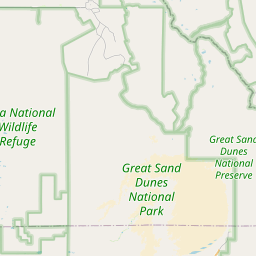 a National
Wildlife
Refuge
Great Sand
Dunes
National
Preserve
Great Sand
Dunes
National
Park